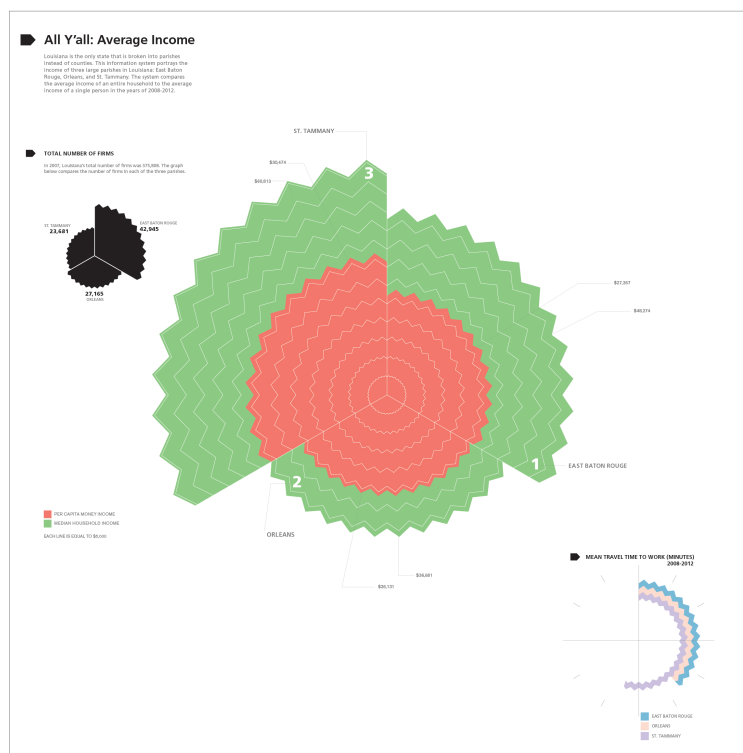 All Y'all: Average Income
Louisiana is the only state that is broken into parishes
instead of counties. This information system portrays the
income of three large parishes in Louisiana: East Baton
Rouge, Orleans, and St. Tammany. The system compares
the average income of an entire household to the average
income of a single person in the years of 2008-2012.
ST. TAMMANY
TOTAL NUMBER OF FIRMS
In 2007, Louisiana's total number of firms was 375,808. The graph
below compares the number of firms in each of the three parishes.
3
ST. TAMMANY
23,681
EAST BATON ROUGE
42,945
27,165
ORLEANS
$27,307
$48,274
1
EAST BATON ROUGE
2
ORLEANS
PER CAPITA MONEY INCOME
MEDIAN HOUSEHOLD INCOME
EACH LINE IS EQUAL TO $5,000
$36,681
MEAN TRAVEL TIME TO WORK (MINUTES)
2008-2012
EAST BATON ROUGE
ORLEANS
ST. TAMMANY